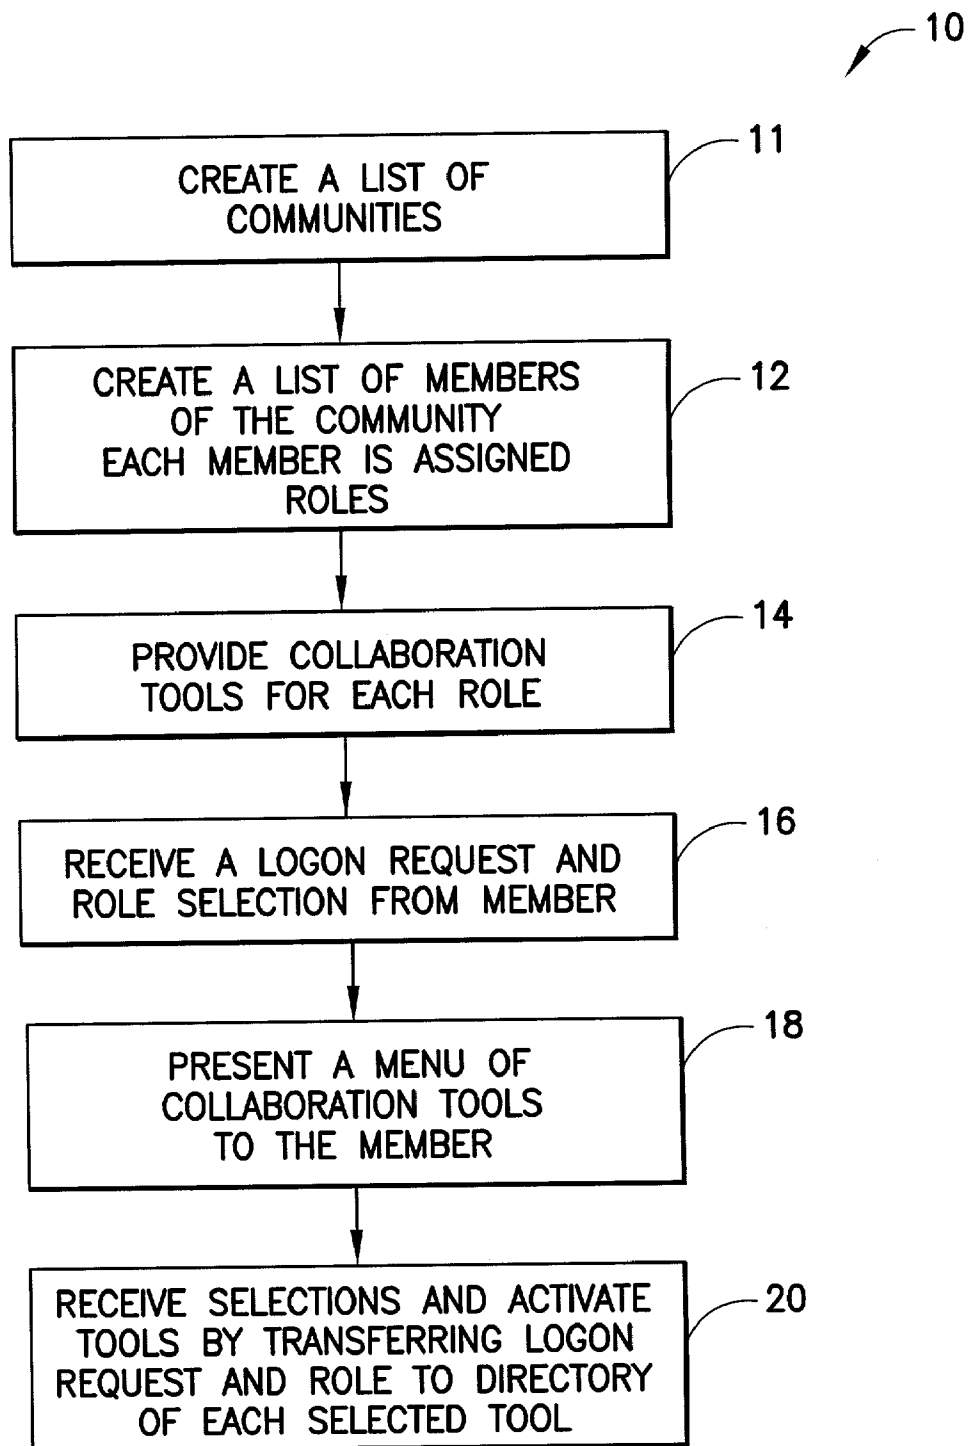 10
11
CREATE A LIST OF
COMMUNITIES
12
CREATE A LIST OF MEMBERS
OF THE COMMUNITY
EACH MEMBER IS ASSIGNED
ROLES
14
PROVIDE COLLABORATION
TOOLS FOR EACH ROLE
16
RECEIVE A LOGON REQUEST AND
ROLE SELECTION FROM MEMBER
18
PRESENT A MENU OF
COLLABORATION TOOLS
TO THE MEMBER
20
RECEIVE SELECTIONS AND ACTIVATE
TOOLS BY TRANSFERRING LOGON
REQUEST AND ROLE TO DIRECTORY
OF EACH SELECTED TOOL